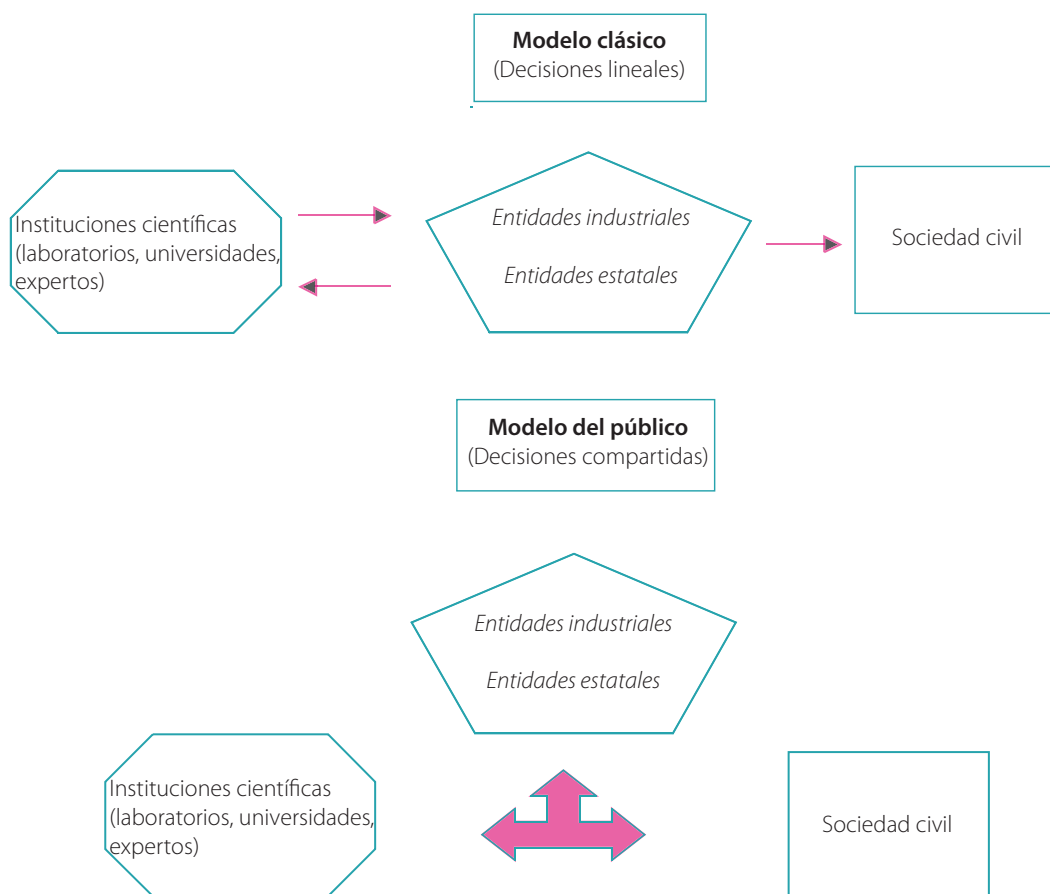 Modelo clásico
(Decisiones lineales)
Instituciones científicas
(laboratorios, universidades,
expertos)
Entidades industriales
Entidades estatales
Sociedad civil
Modelo del público
(Decisiones compartidas)
Entidades industriales
Entidades estatales
Instituciones científicas
(laboratorios, universidades,
expertos)
Sociedad civil